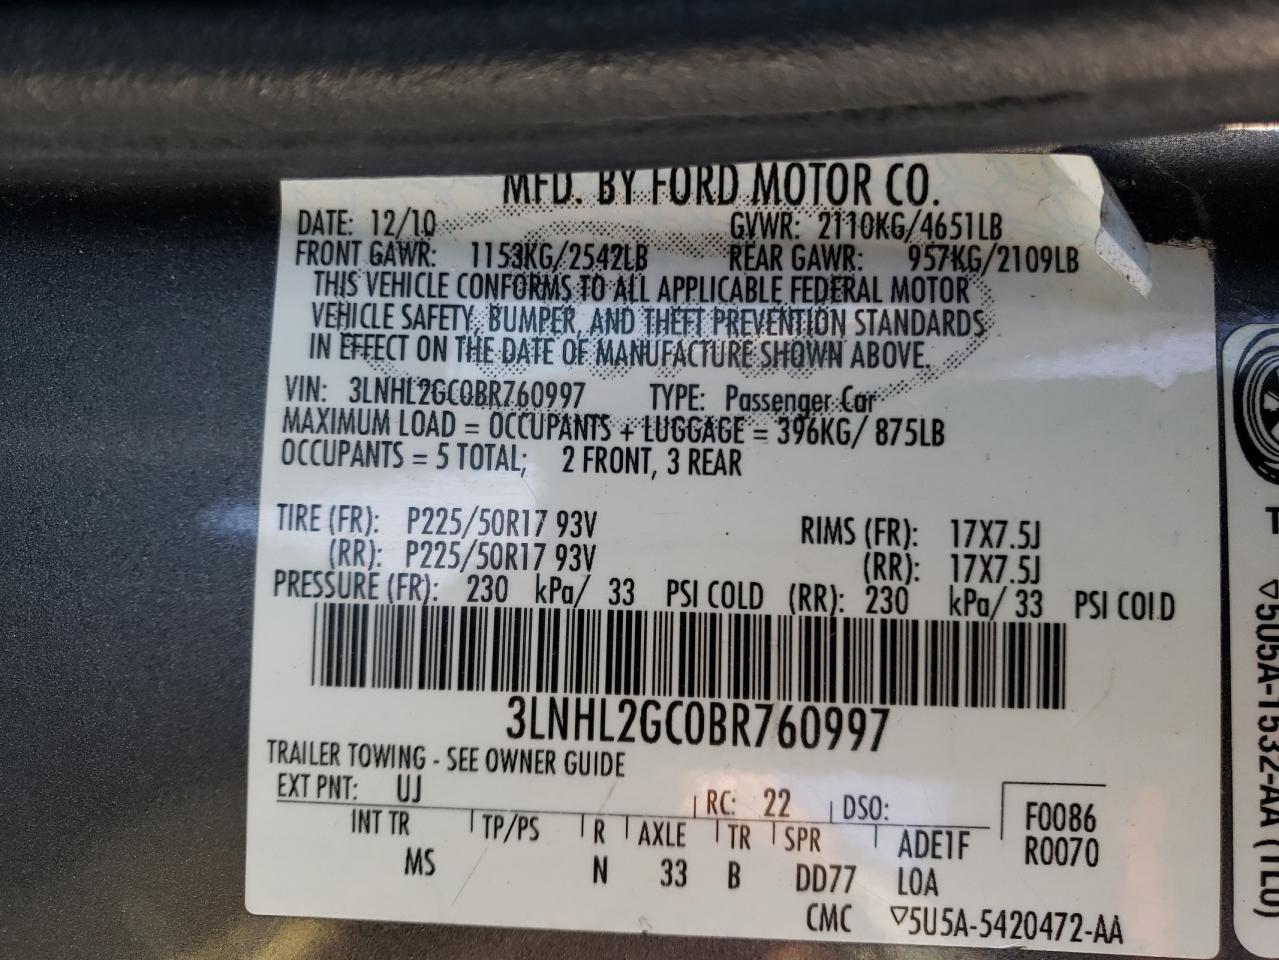 MFD. BY FORD MOTOR CO.
DATE: 12/10 GVWR: 2110KG/4651LB
FRONT GAWR: 1153KG/2542LB REAR GAWR: 957KG/2109LB
THIS VEHICLE CONFORMS TO ALL APPLICABLE FEDERAL MOTOR
VEHICLE SAFETY, BUMPER, AND THEFT PREVENTION STANDARDS
IN EFFECT ON THE DATE OF MANUFACTURE SHOWN ABOVE.
VIN: 3LNHL2GC0BR760997 TYPE: Passenger Car
MAXIMUM LOAD = OCCUPANTS + LUGGAGE = 396KG/ 875LB
OCCUPANTS = 5 TOTAL; 2 FRONT, 3 REAR
TIRE (FR): P225/50R17 93V RIMS (FR): 17X7.5J
(RR): P225/50R17 93V (RR): 17X7.5J
PRESSURE (FR): 230 kPa/ 33 PSI COLD (RR): 230 kPa/ 33 PSI COLD
3LNHL2GC0BR760997
TRAILER TOWING - SEE OWNER GUIDE
EXT PNT: UJ RC: 22 DSO: F0086
INT TR TP/PS R AXLE TR SPR ADE1F R0070
MS N 33 B DD77 LOA
CMC ▽5U5A-5420472-AA
T
▽5U5A-1532-AA (TL0)